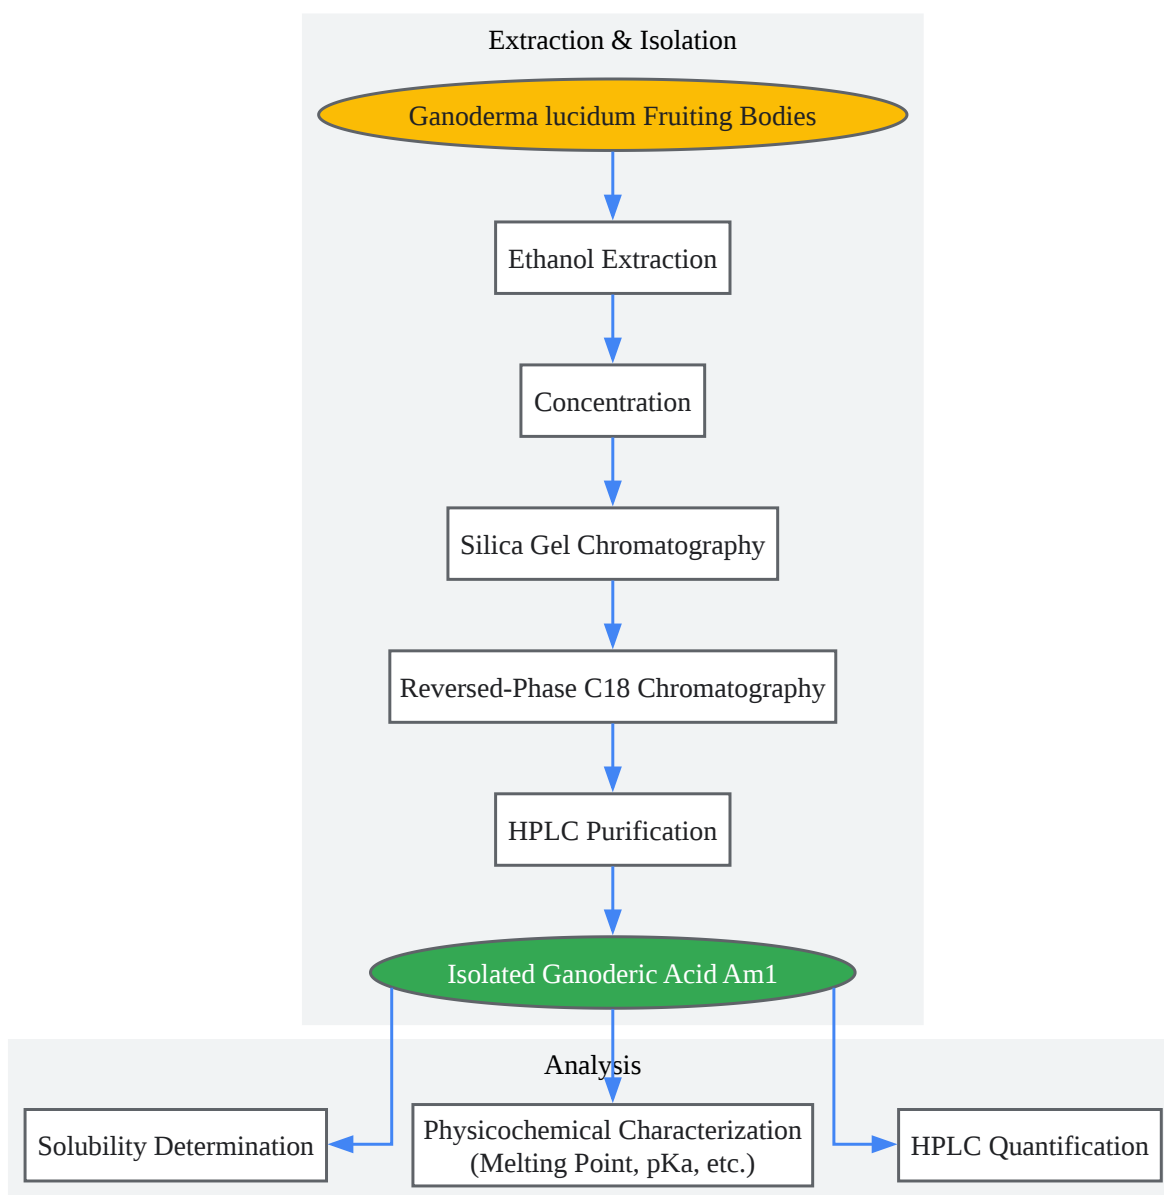 Extraction & Isolation
Ganoderma lucidum Fruiting Bodies
Ethanol Extraction
Concentration
Silica Gel Chromatography
Reversed-Phase C18 Chromatography
HPLC Purification
Isolated Ganoderic Acid Am1
Analysis
Solubility Determination
Physicochemical Characterization
(Melting Point, pKa, etc.)
HPLC Quantification